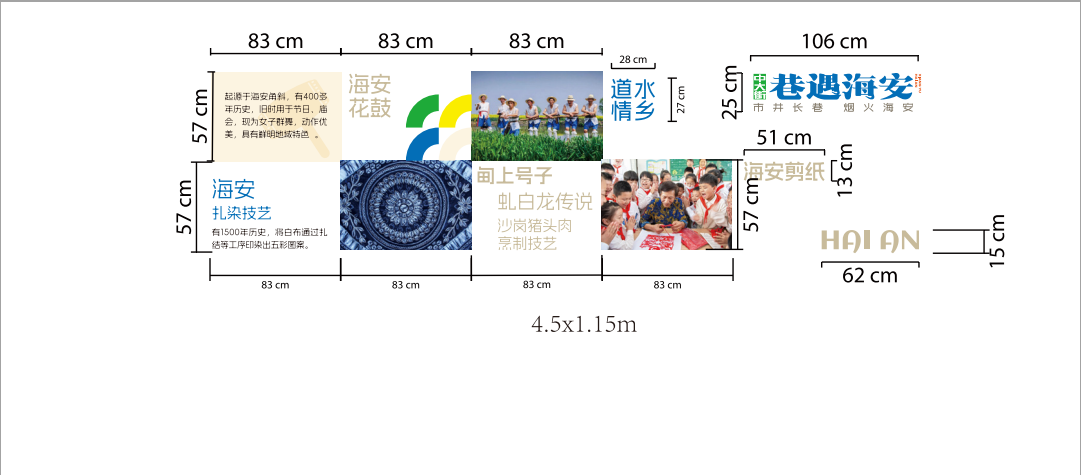 83 cm
83 cm
83 cm
28 cm
106 cm
57 cm
起源于海安角斜，有400多
年历史，旧时用于节日、庙
会，现为女子群舞，动作优
美，具有鲜明地域特色 。
海安
花鼓
道水
情乡
27 cm
25 cm
中大街
巷遇海安
市井长巷 烟火海安
51 cm
57 cm
海安
扎染技艺
有1500年历史，将白布通过扎
结等工序印染出五彩图案。
甸上号子
虬白龙传说
沙岗猪头肉
烹制技艺
57 cm
海安剪纸
13 cm
HAI AN
15 cm
62 cm
83 cm
83 cm
83 cm
83 cm
4.5x1.15m